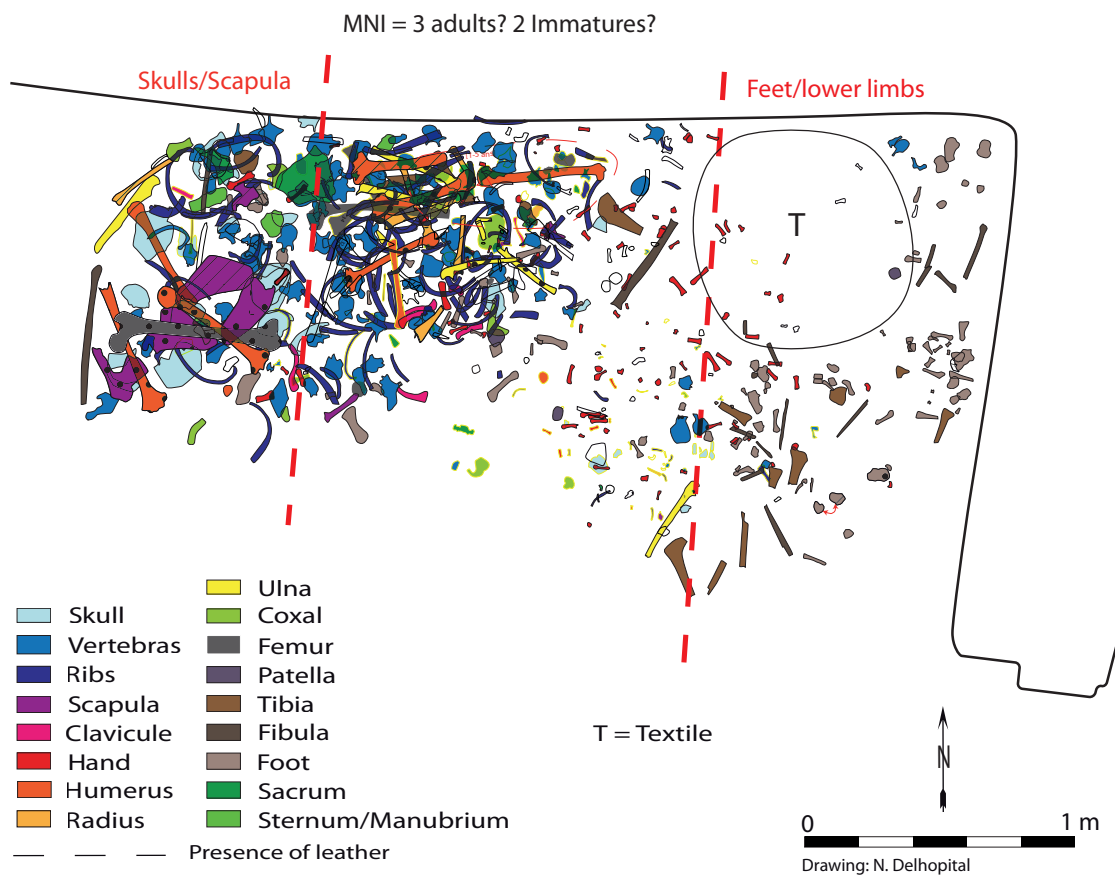 MNI = 3 adults? 2 Immatures?
Skulls/Scapula
Feet/lower limbs
T
Skull
Vertebras
Ribs
Scapula
Clavicule
Hand
Humerus
Radius
Ulna
Coxal
Femur
Patella
Tibia
Fibula
Foot
Sacrum
Sternum/Manubrium
Presence of leather
T = Textile
N
0 1 m
Drawing: N. Delhopital